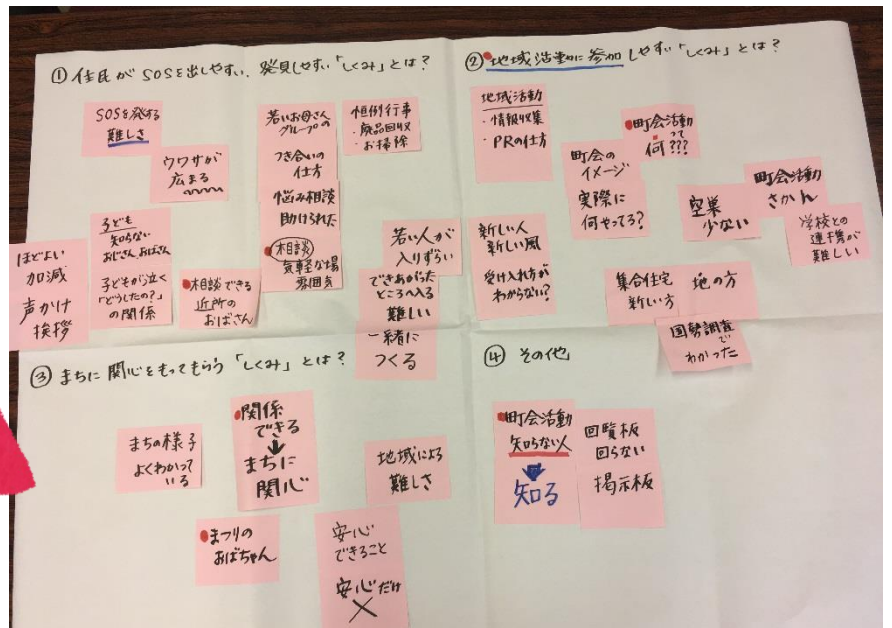 ① 住民がSOSを出しやすい、発見しやすい「しくみ」とは?
SOSを発する
難しさ
ウワサが
広まる
若いお母さん
グループの
つき合いの
仕方
悩み相談
助けられた
相談
気軽な場
雰囲気
恒例行事
・廃品回収
・お掃除
ほどよい
加減
声かけ
挨拶
子ども
知らない
おじさん、おばさん
子どもが泣く
「どうしたの?」
の関係
相談できる
近所の
おばさん
若い人が
入りずらい
できあがった
ところへ入る
難しい
一緒に
つくる
② 地域活動に参加しやすい「しくみ」とは?
地域活動
・情報収集
・PRの仕方
町会の
イメージ
実際に
何やってる?
町会活動
って
何???
空巣
少ない
町会活動
さかん
学校との
連携が
難しい
新しい人
新しい風
受け入れ方が
わからない?
集合住宅
新しい方
地の方
国勢調査
で
わかった
③ まちに関心をもってもらう「しくみ」とは?
まちの様子
よくわかって
いる
関係
できる
まちに
関心
地域による
難しさ
まつりの
おばちゃん
安心
できること
安心だけ
×
④ その他
町会活動
知らない人
知る
回覧板
回らない
掲示板